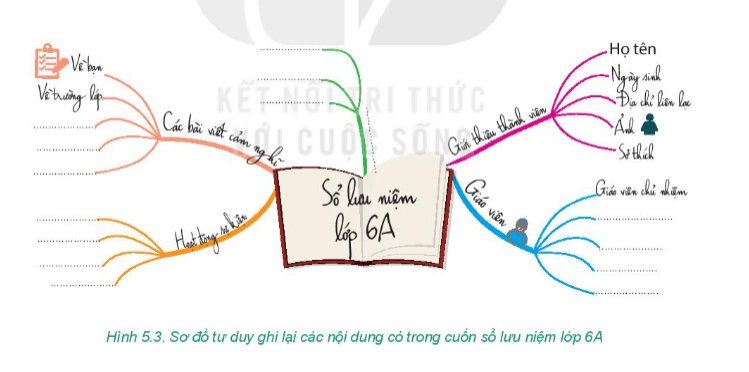 KẾT NỐI TRI THỨC
VỚI CUỘC SỐNG
Về bạn
Về trường lớp
Các bài viết cảm nghĩ
Hoạt động sự kiện
Sổ lưu niệm
lớp 6A
Giới thiệu thành viên
Họ tên
Ngày sinh
Địa chỉ liên lạc
Ảnh
Sở thích
Giáo viên
Giáo viên chủ nhiệm
Hình 5.3. Sơ đồ tư duy ghi lại các nội dung có trong cuốn sổ lưu niệm lớp 6A